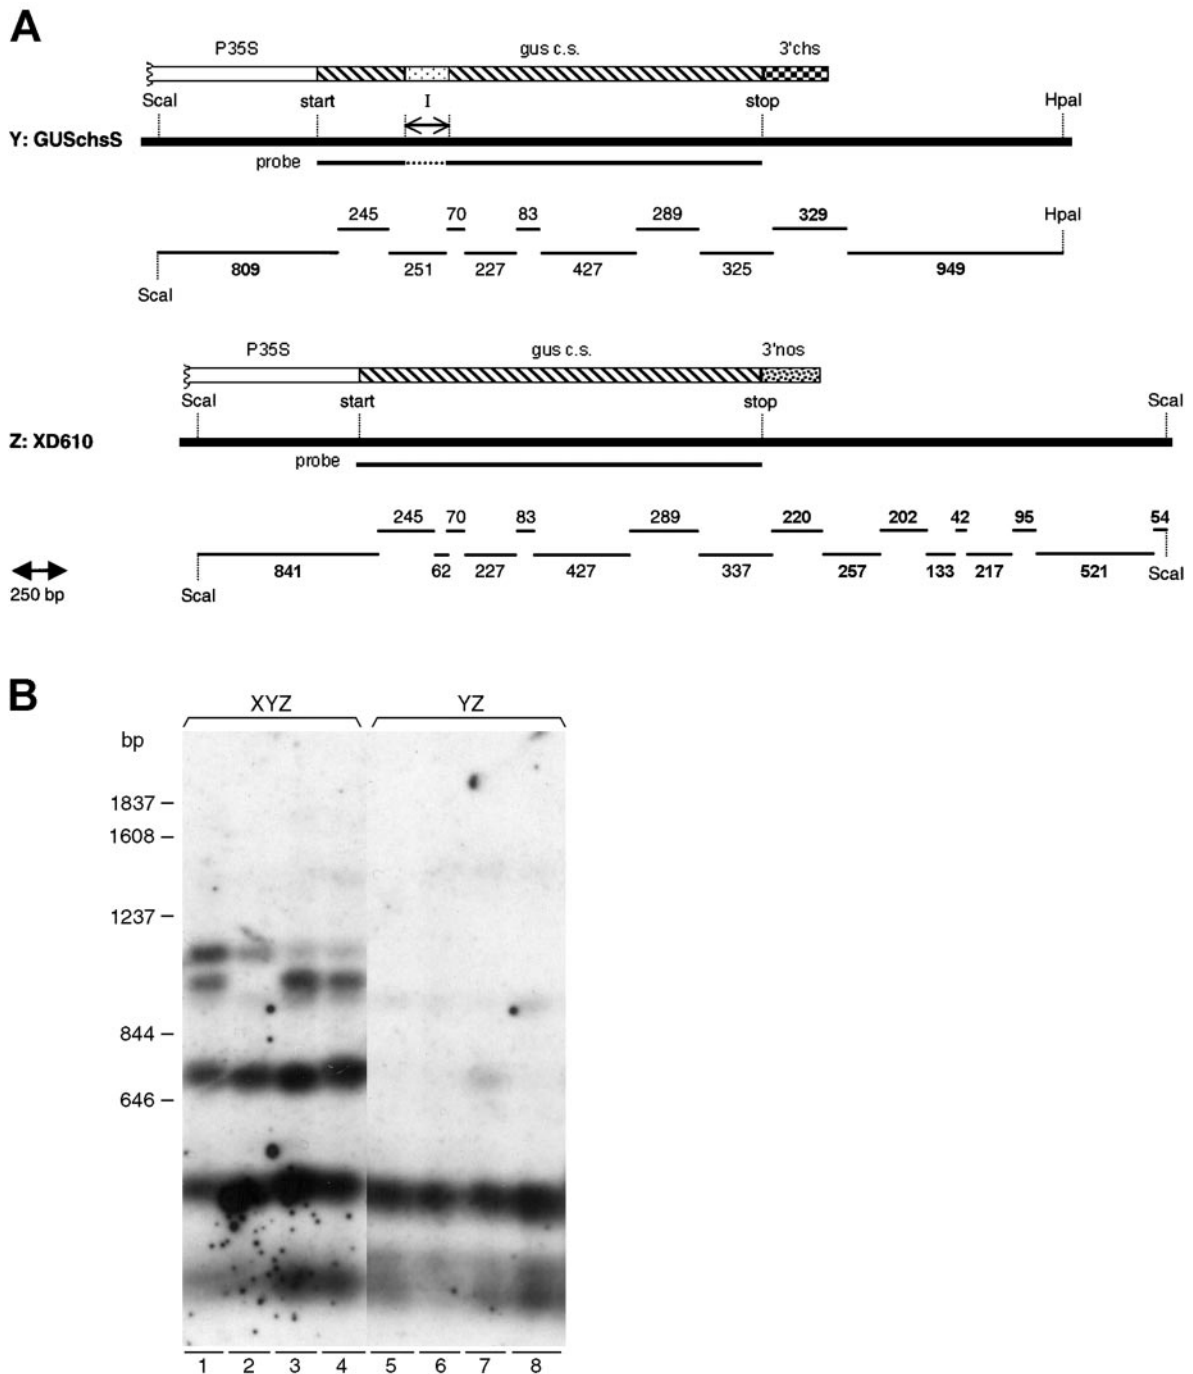 A
P35S gus c.s. 3'chs
ScaI start I stop HpaI
Y: GUSchsS
probe
245 70 83 289 329 HpaI
809 251 227 427 325 949
ScaI
P35S gus c.s. 3'nos
ScaI start stop ScaI
Z: XD610
probe
245 70 83 289 220 202 42 95 54
841 62 227 427 337 257 133 217 521 ScaI
250 bp ScaI
B
XYZ YZ
bp
1837
1608
1237
844
646
1 2 3 4 5 6 7 8